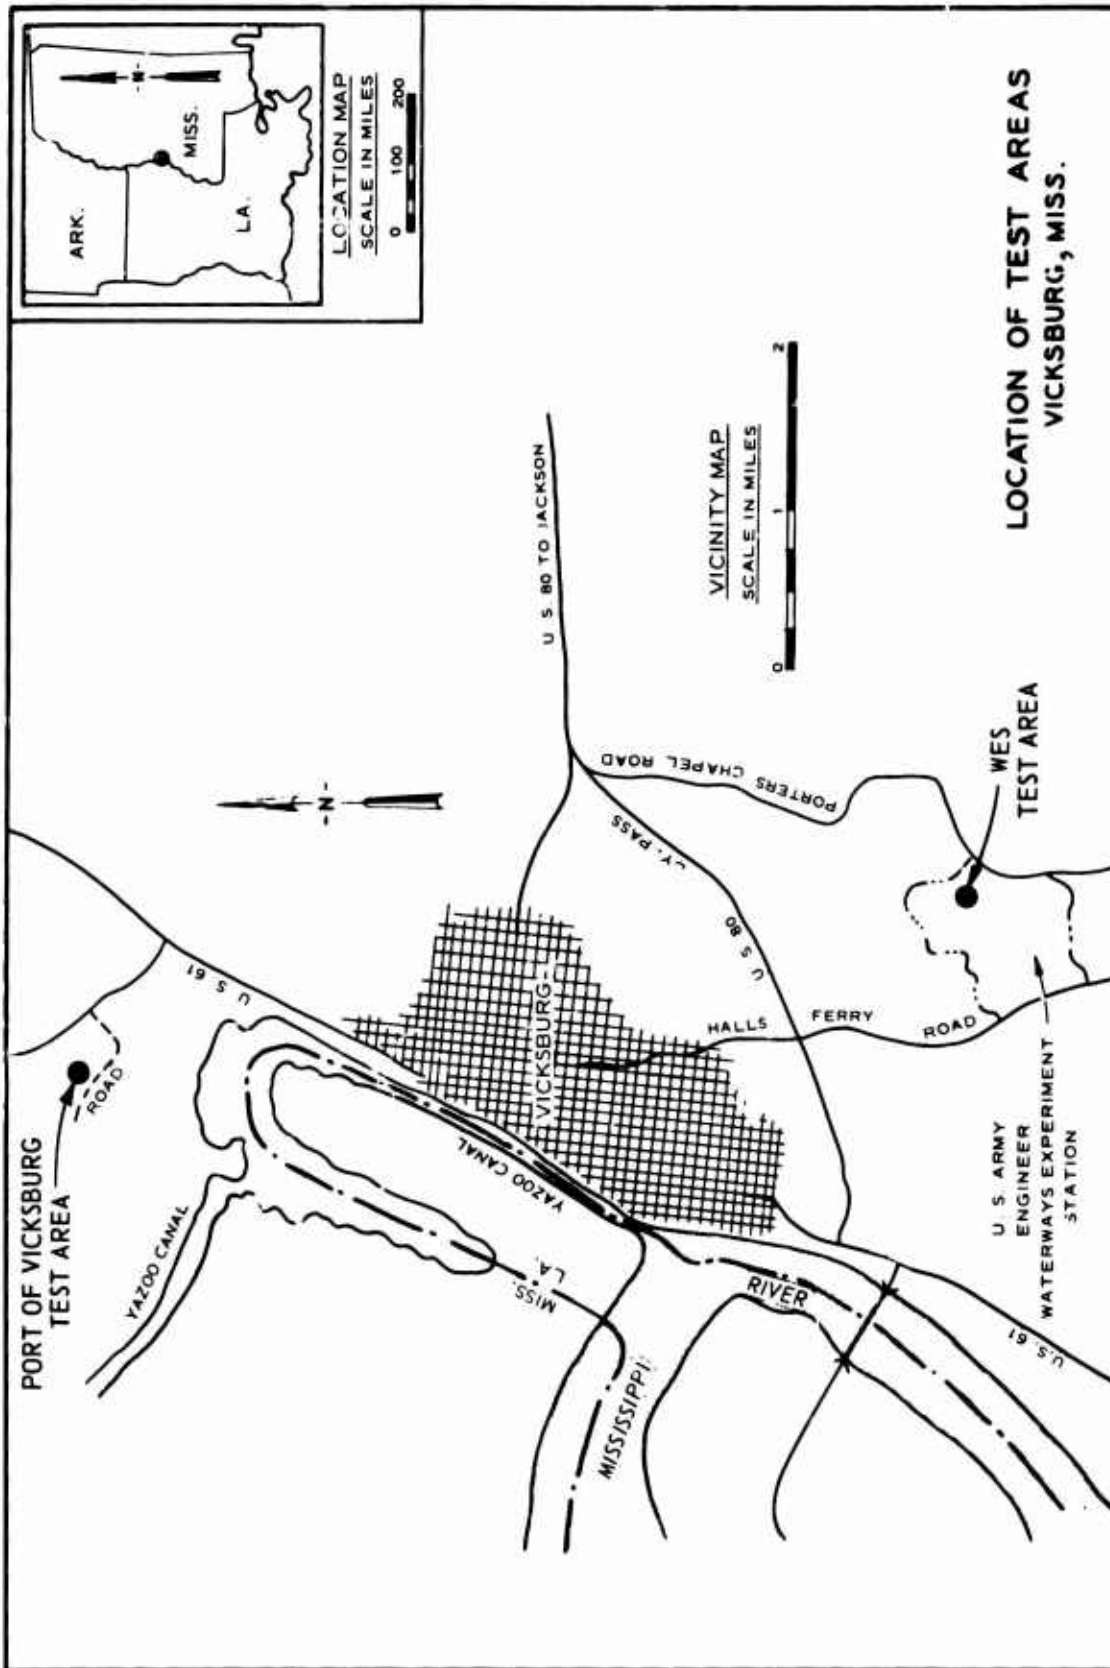 PORT OF VICKSBURG
TEST AREA
ROAD
YAZOO CANAL
U. S. 61
-N-
YAZOO CANAL
VICKSBURG
MISS.
LA.
MISSISSIPPI
RIVER
U.S. 61
U S 80
BY-PASS
U S. 80 TO JACKSON
PORTERS CHAPEL ROAD
HALLS FERRY ROAD
U. S. ARMY
ENGINEER
WATERWAYS EXPERIMENT
STATION
WES
TEST AREA
VICINITY MAP
SCALE IN MILES
0 1 2
ARK.
MISS.
LA.
-N-
LOCATION MAP
SCALE IN MILES
0 100 200
LOCATION OF TEST AREAS
VICKSBURG, MISS.